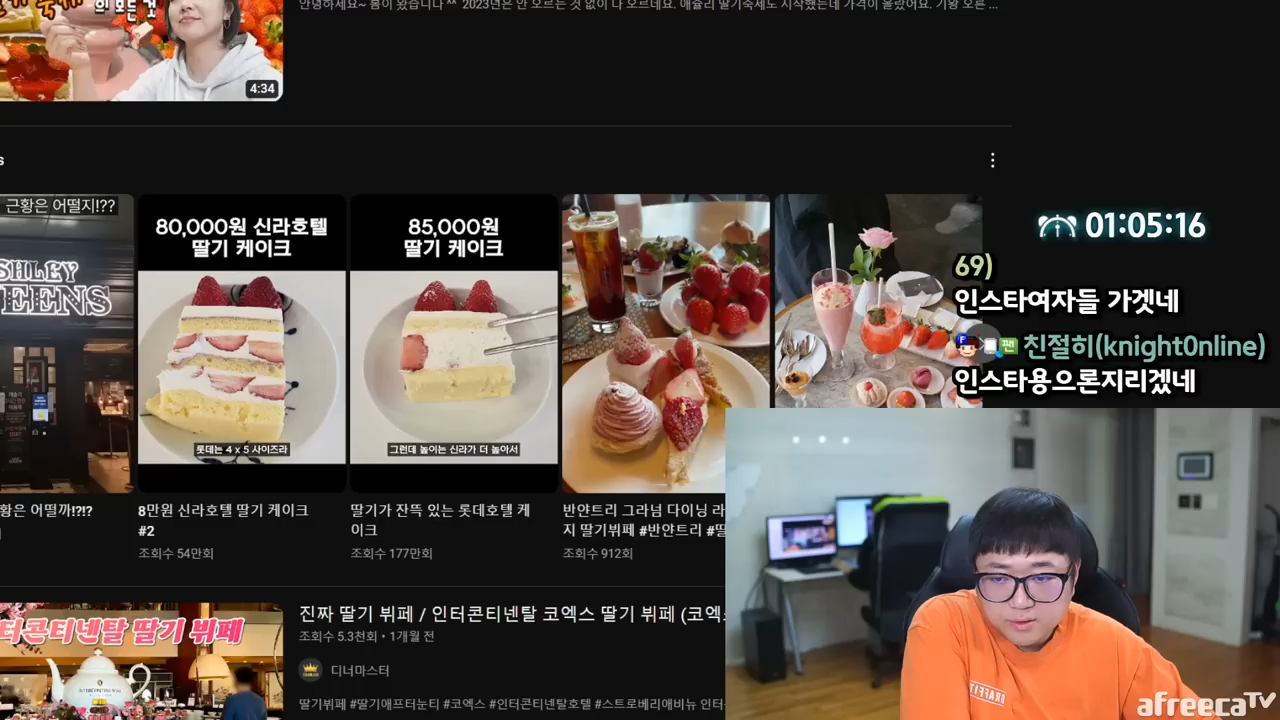 의 모든 것
4:34
안녕하세요~ 봄이 왔습니다 ^^ 2023년은 안 오르는 것 없이 다 오르네요. 애슐리 딸기축제도 시작했는데 가격이 올랐어요. 기왕 오른 ...
s
근황은 어떨지!??
SHLEY
EENS
80,000원 신라호텔
딸기 케이크
롯데는 4 x 5 사이즈라
85,000원
딸기 케이크
그런데 높이는 신라가 더 높아서
황은 어떨까!?!?
8만원 신라호텔 딸기 케이크
#2
조회수 54만회
딸기가 잔뜩 있는 롯데호텔 케
이크
조회수 177만회
반얀트리 그라넘 다이닝 라
지 딸기뷔페 #반얀트리 #딸
조회수 912회
01:05:16
69)
인스타여자들 가겟네
친절히(knight0nline)
인스타용으론지리겠네
터콘티넨탈 딸기 뷔페
진짜 딸기 뷔페 / 인터콘티넨탈 코엑스 딸기 뷔페 (코엑
조회수 5.3천회 • 1개월 전
디너마스터
딸기뷔페 #딸기애프터눈티 #코엑스 #인터콘티넨탈호텔 #스트로베리애비뉴 인터
GRAFFITI
afreecaTV